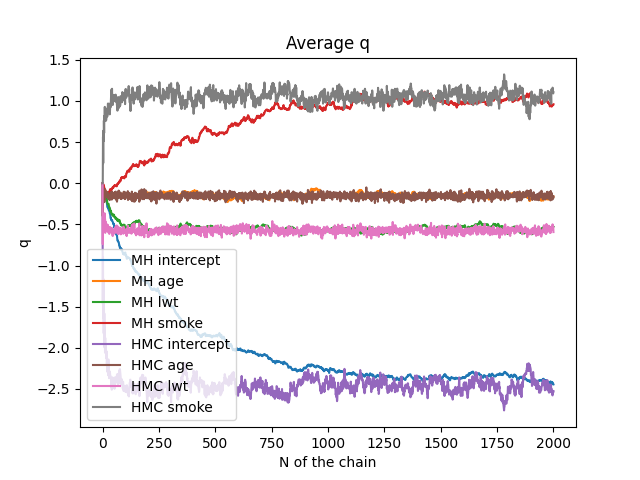 Average q
1.5
1.0
0.5
0.0
−0.5
−1.0
−1.5
−2.0
−2.5
q
MH intercept
MH age
MH lwt
MH smoke
HMC intercept
HMC age
HMC lwt
HMC smoke
0 250 500 750 1000 1250 1500 1750 2000
N of the chain